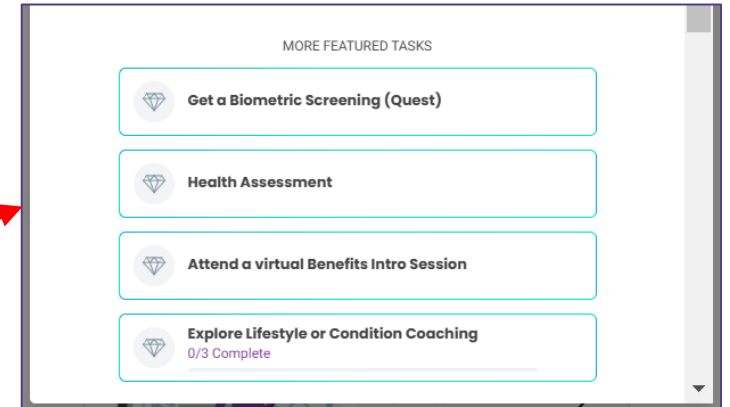 MORE FEATURED TASKS
Get a Biometric Screening (Quest)
Health Assessment
Attend a virtual Benefits Intro Session
Explore Lifestyle or Condition Coaching
0/3 Complete